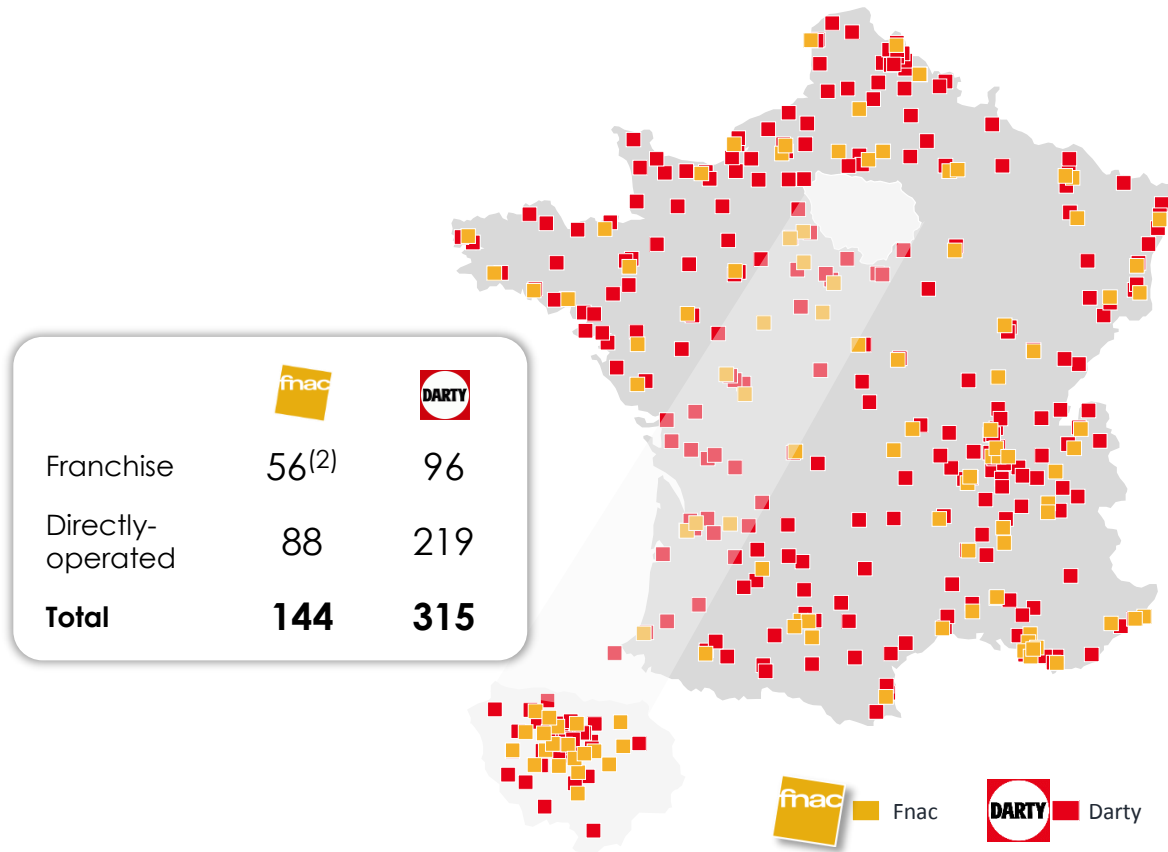 fnac DARTY
Franchise 56(2) 96
Directly-
operated 88 219
Total 144 315
fnac Fnac DARTY Darty